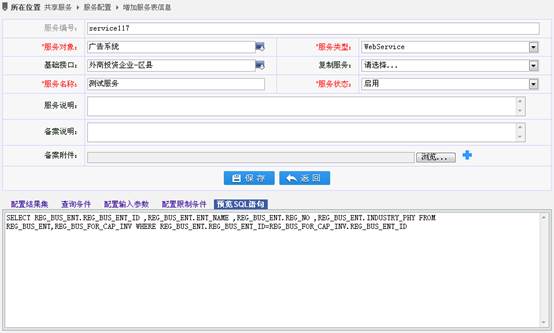 所在位置 共享服务 ▸ 服务配置 ▸ 增加服务表信息
服务编号: service117
*服务对象: 广告系统 *服务类型: WebService
基础接口: 外商投资企业-区县 复制服务: 请选择...
*服务名称: 测试服务 *服务状态: 启用
服务说明:
备案说明:
备案附件: 浏览...
保存 返回
配置结果集 查询条件 配置输入参数 配置限制条件 预览SQL语句
SELECT REG_BUS_ENT.REG_BUS_ENT_ID ,REG_BUS_ENT.ENT_NAME ,REG_BUS_ENT.REG_NO ,REG_BUS_ENT.INDUSTRY_PHY FROM
REG_BUS_ENT,REG_BUS_FOR_CAP_INV WHERE REG_BUS_ENT.REG_BUS_ENT_ID=REG_BUS_FOR_CAP_INV.REG_BUS_ENT_ID